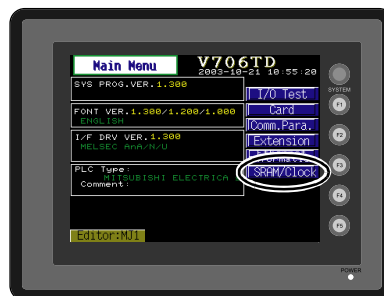 Main Menu V706TD
2003-10-21 10:55:20
SYS PROG.VER.1.300
SYSTEM
I/O Test
F1
FONT VER.1.300/1.200/1.000
ENGLISH
Card
Comm.Para.
F2
I/F DRV VER.1.300
MELSEC AnA/N/U
Extension
F3
PLC Type:
MITSUBISHI ELECTRICA
Comment:
SRAM/Clock
F4
F5
Editor:MJ1
POWER